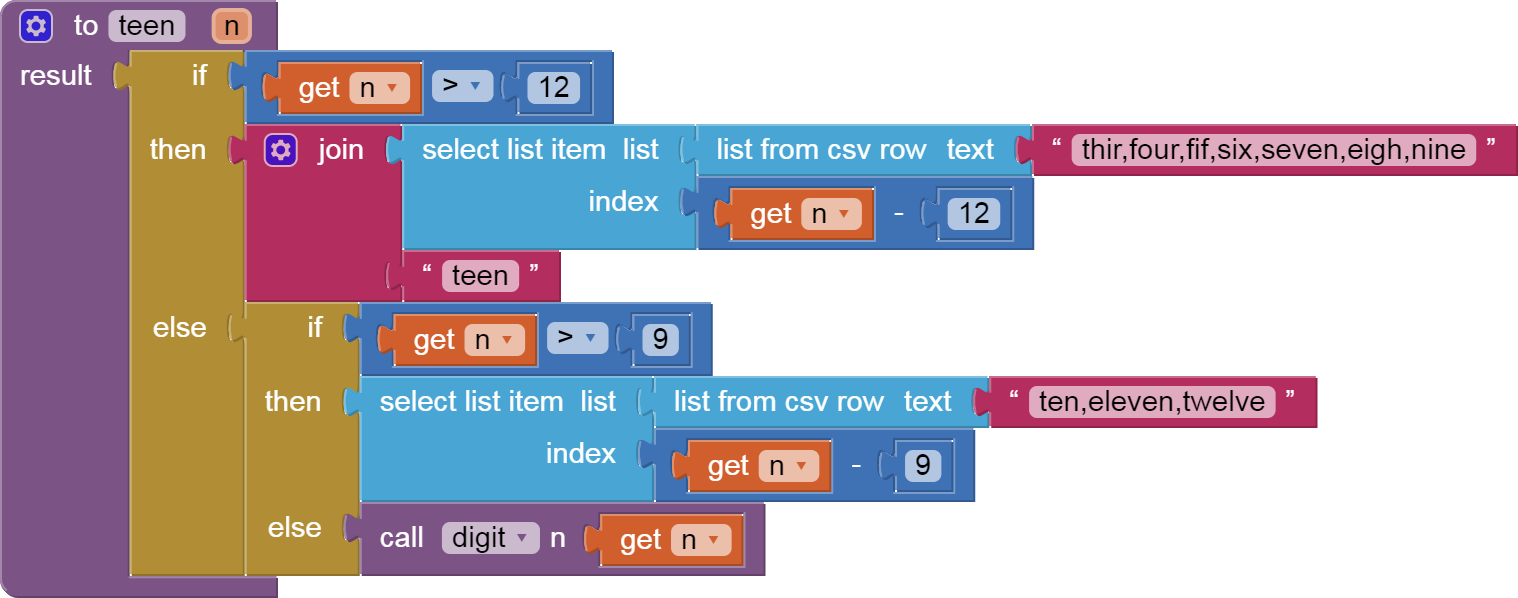 to teen n
result if get n > 12
then join select list item list list from csv row text “ thir,four,fif,six,seven,eigh,nine ”
index get n - 12
“ teen ”
else if get n > 9
then select list item list list from csv row text “ ten,eleven,twelve ”
index get n - 9
else call digit n get n